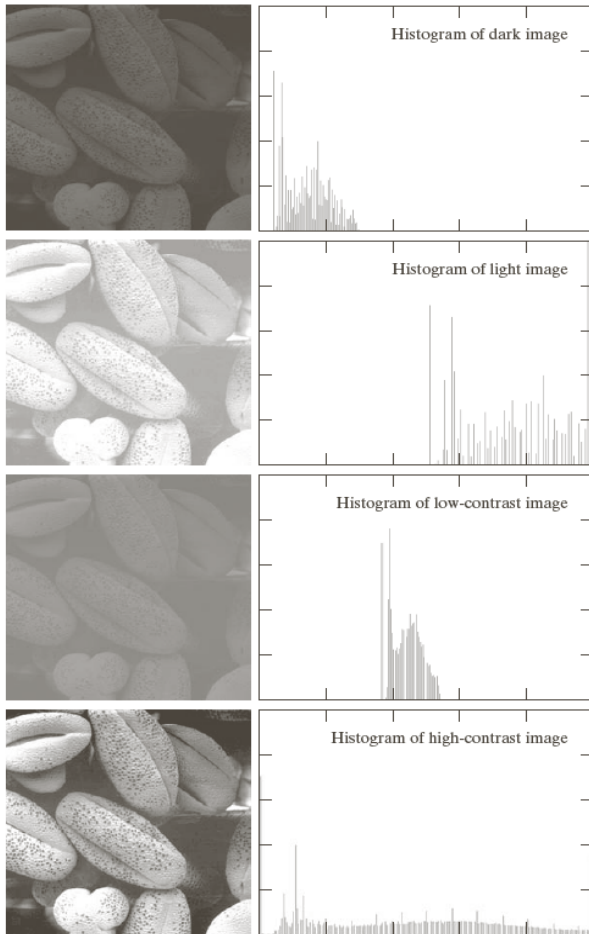 Histogram of dark image
Histogram of light image
Histogram of low-contrast image
Histogram of high-contrast image